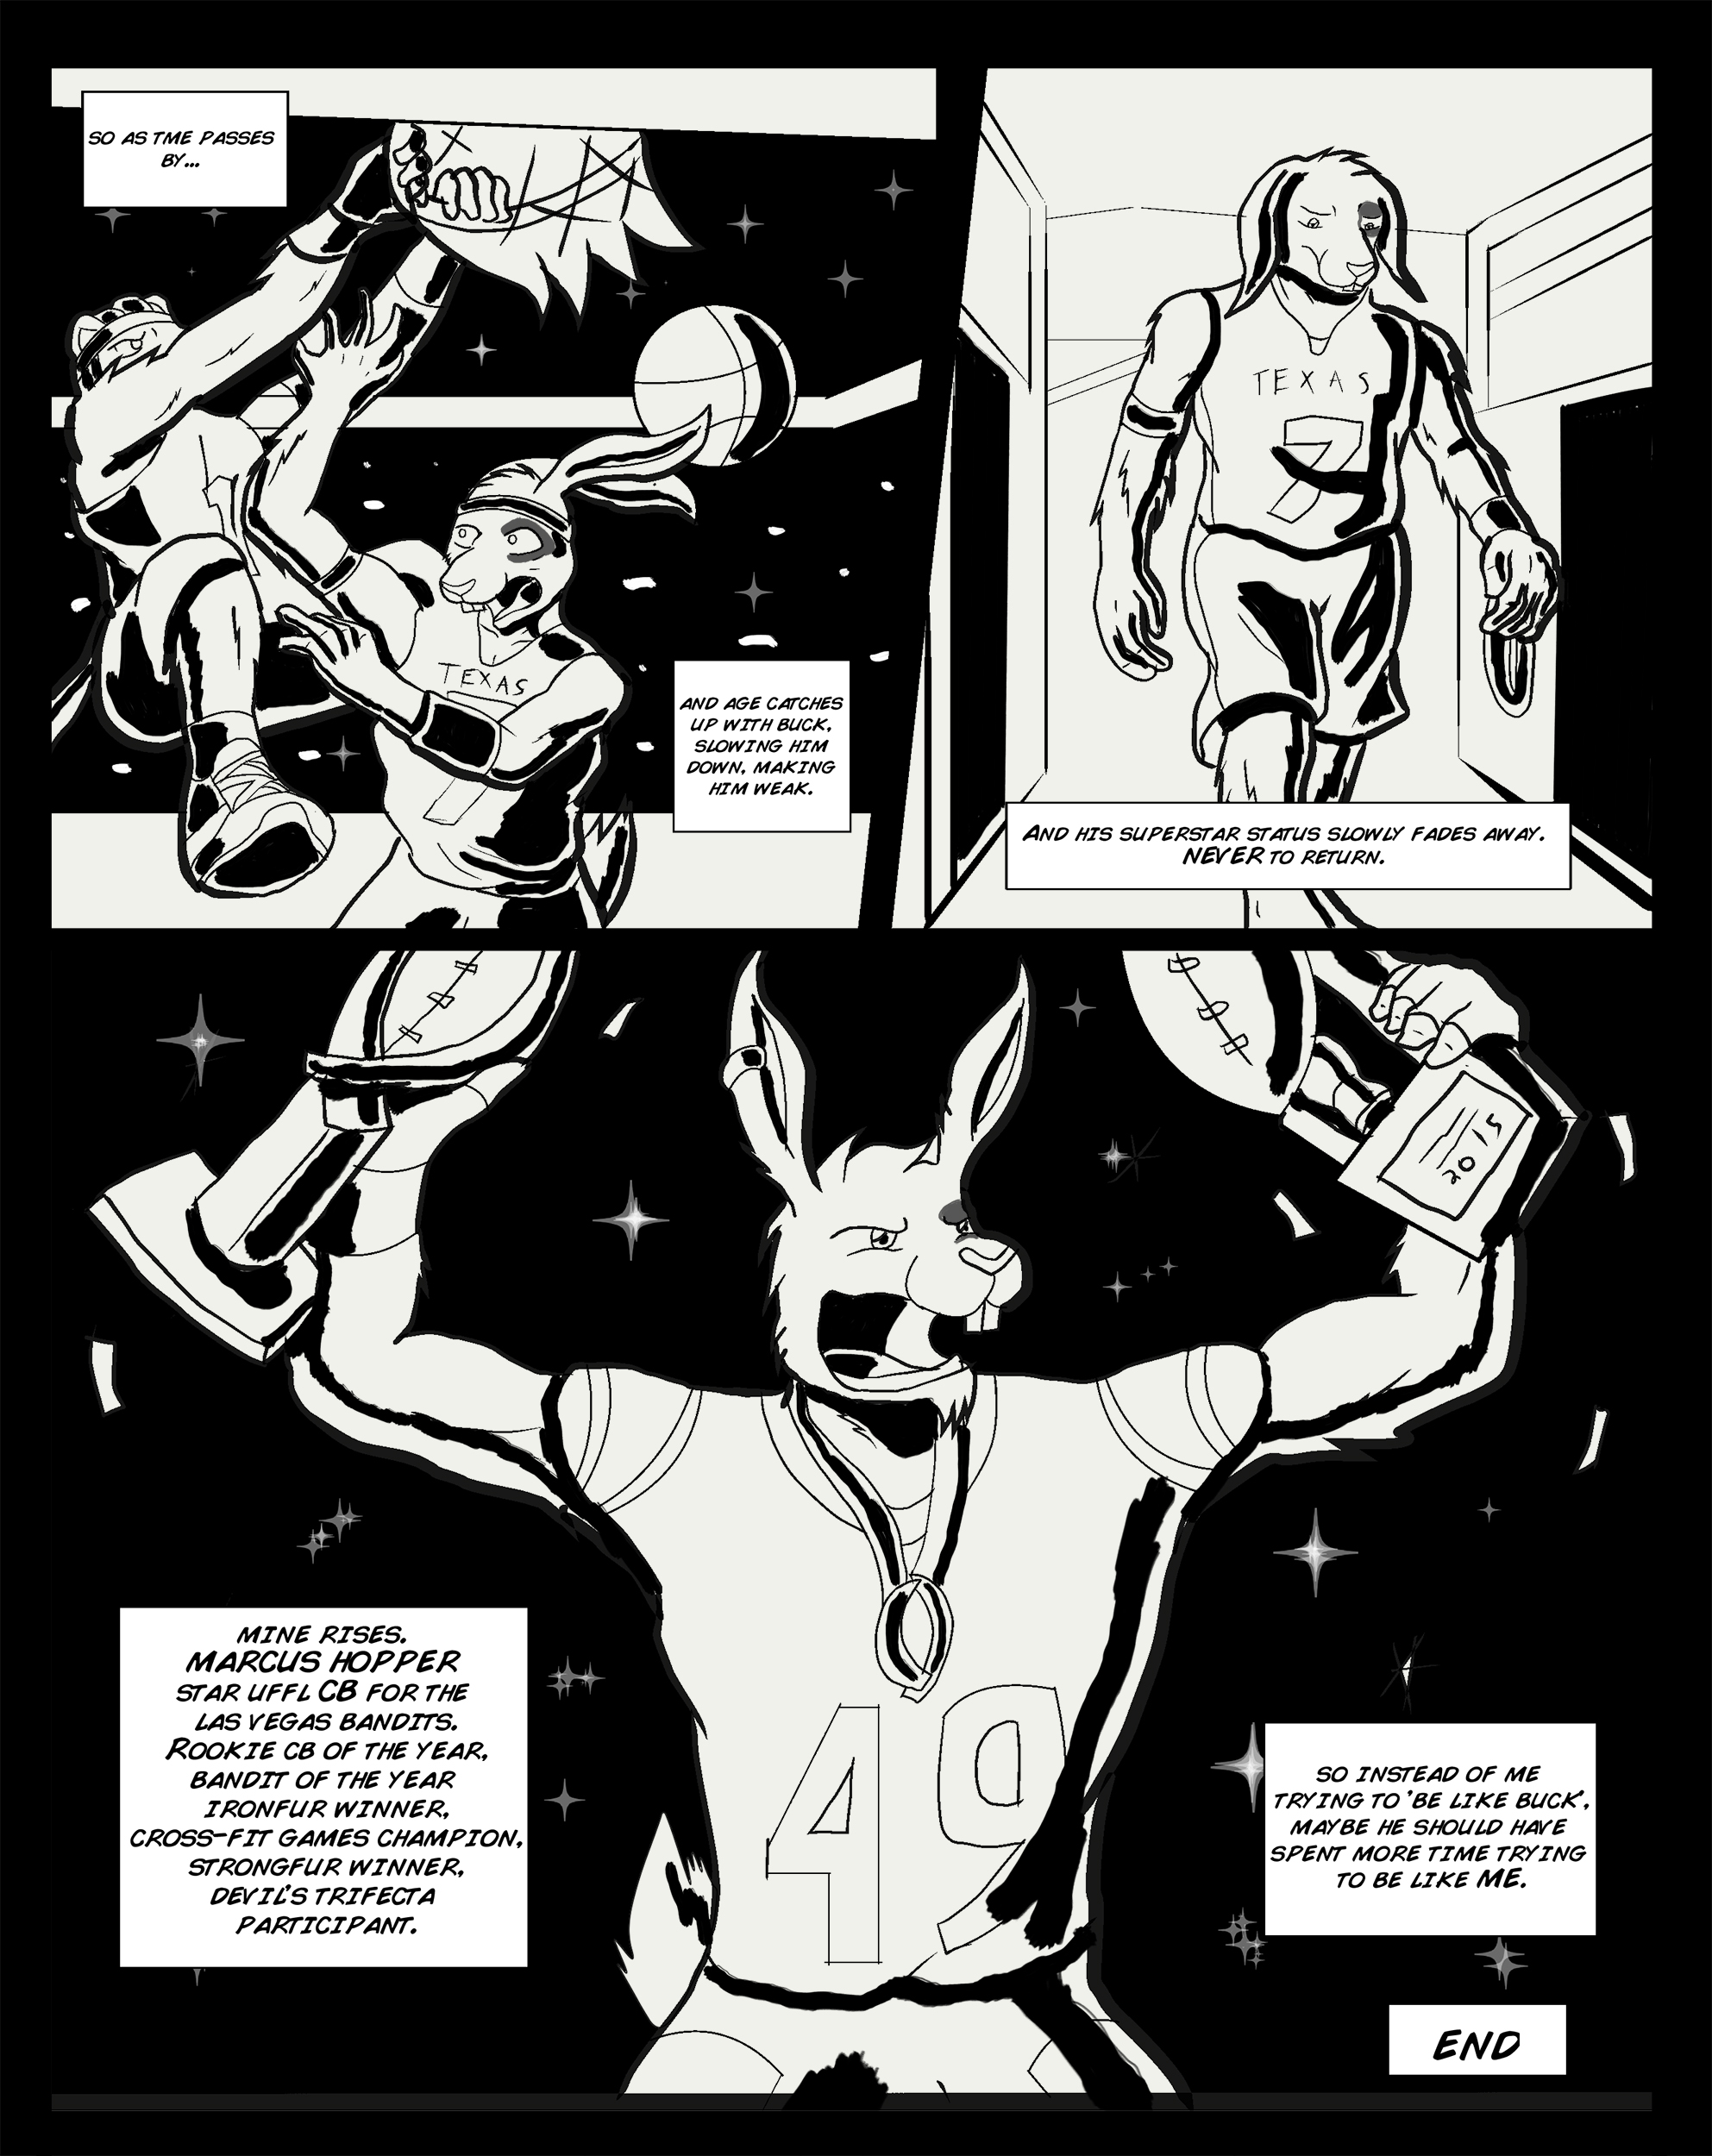 SO AS TME PASSES
BY...
TEXAS
7
AND AGE CATCHES
UP WITH BUCK,
SLOWING HIM
DOWN, MAKING
HIM WEAK.
TEXAS
7
AND HIS SUPERSTAR STATUS SLOWLY FADES AWAY.
NEVER TO RETURN.
2015
49
MINE RISES.
MARCUS HOPPER
STAR UFFL CB FOR THE
LAS VEGAS BANDITS.
ROOKIE CB OF THE YEAR,
BANDIT OF THE YEAR
IRONFUR WINNER,
CROSS-FIT GAMES CHAMPION,
STRONGFUR WINNER,
DEVIL'S TRIFECTA
PARTICIPANT.
SO INSTEAD OF ME
TRYING TO 'BE LIKE BUCK',
MAYBE HE SHOULD HAVE
SPENT MORE TIME TRYING
TO BE LIKE ME.
END